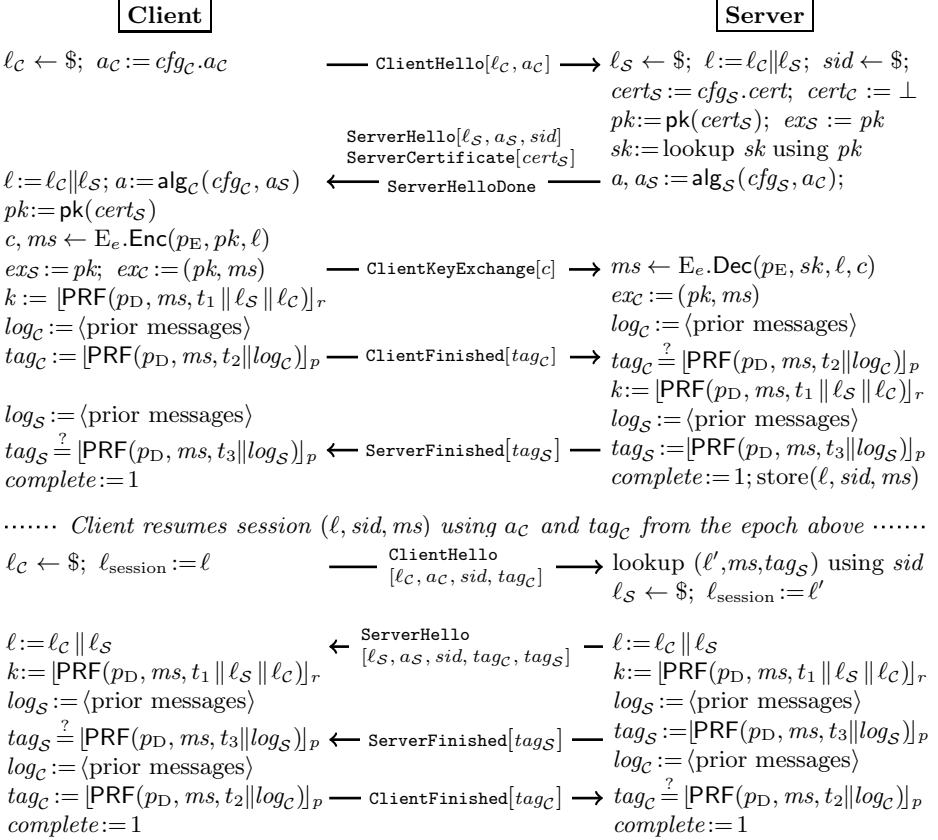 Client Server
ℓ_C ← $; a_C := cfg_C.a_C ClientHello[ℓ_C, a_C] ℓ_S ← $; ℓ := ℓ_C‖ℓ_S; sid ← $;
cert_S := cfg_S.cert; cert_C := ⊥
pk := pk(cert_S); ex_S := pk
ServerHello[ℓ_S, a_S, sid]
ServerCertificate[cert_S] sk := lookup sk using pk
ℓ := ℓ_C‖ℓ_S; a := alg_C(cfg_C, a_S) ServerHelloDone a, a_S := alg_S(cfg_S, a_C);
pk := pk(cert_S)
c, ms ← E_e.Enc(p_E, pk, ℓ)
ex_S := pk; ex_C := (pk, ms) ClientKeyExchange[c] ms ← E_e.Dec(p_E, sk, ℓ, c)
k := ⌊PRF(p_D, ms, t_1 ‖ ℓ_S ‖ ℓ_C)⌋_r ex_C := (pk, ms)
log_C := ⟨prior messages⟩ log_C := ⟨prior messages⟩
tag_C := ⌊PRF(p_D, ms, t_2‖log_C)⌋_p ClientFinished[tag_C] tag_C ≟ ⌊PRF(p_D, ms, t_2‖log_C)⌋_p
k := ⌊PRF(p_D, ms, t_1 ‖ ℓ_S ‖ ℓ_C)⌋_r
log_S := ⟨prior messages⟩ log_S := ⟨prior messages⟩
tag_S ≟ ⌊PRF(p_D, ms, t_3‖log_S)⌋_p ServerFinished[tag_S] tag_S := ⌊PRF(p_D, ms, t_3‖log_S)⌋_p
complete := 1 complete := 1; store(ℓ, sid, ms)
....... Client resumes session (ℓ, sid, ms) using a_C and tag_C from the epoch above .......
ℓ_C ← $; ℓ_session := ℓ ClientHello lookup (ℓ′,ms,tag_S) using sid
[ℓ_C, a_C, sid, tag_C] ℓ_S ← $; ℓ_session := ℓ′
ℓ := ℓ_C ‖ ℓ_S ServerHello ℓ := ℓ_C ‖ ℓ_S
[ℓ_S, a_S, sid, tag_C, tag_S]
k := ⌊PRF(p_D, ms, t_1 ‖ ℓ_S ‖ ℓ_C)⌋_r k := ⌊PRF(p_D, ms, t_1 ‖ ℓ_S ‖ ℓ_C)⌋_r
log_S := ⟨prior messages⟩ log_S := ⟨prior messages⟩
tag_S ≟ ⌊PRF(p_D, ms, t_3‖log_S)⌋_p ServerFinished[tag_S] tag_S := ⌊PRF(p_D, ms, t_3‖log_S)⌋_p
log_C := ⟨prior messages⟩ log_C := ⟨prior messages⟩
tag_C := ⌊PRF(p_D, ms, t_2‖log_C)⌋_p ClientFinished[tag_C] tag_C ≟ ⌊PRF(p_D, ms, t_2‖log_C)⌋_p
complete := 1 complete := 1